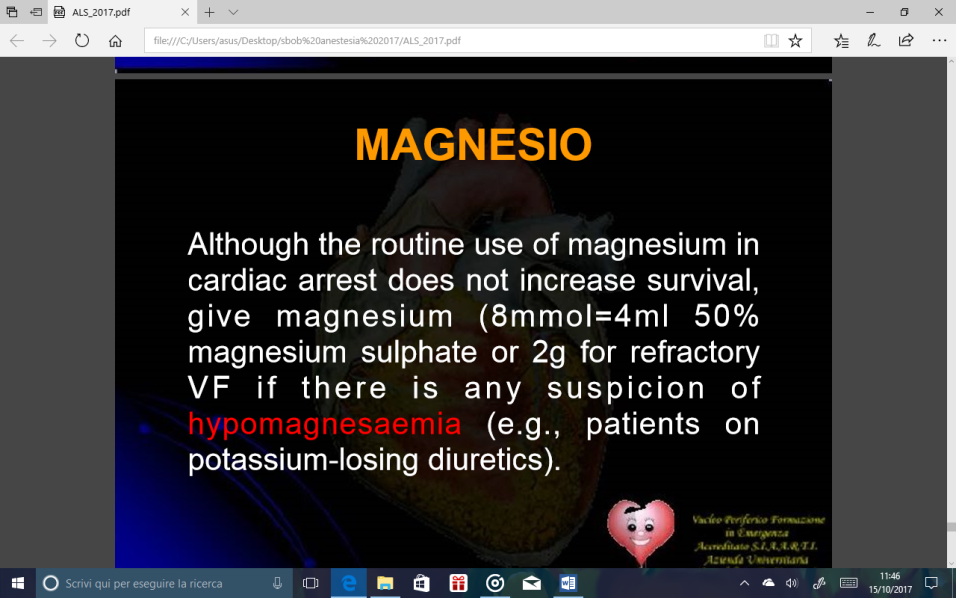 ALS_2017.pdf
file:///C:/Users/asus/Desktop/sbob%20anestesia%202017/ALS_2017.pdf
MAGNESIO
Although the routine use of magnesium in
cardiac arrest does not increase survival,
give magnesium (8mmol=4ml 50%
magnesium sulphate or 2g for refractory
VF if there is any suspicion of
hypomagnesaemia (e.g., patients on
potassium-losing diuretics).
Nucleo Periferico Formazione
in Emergenza
Accreditato S.I.A.A.R.T.I.
Azienda Universitaria
Scrivi qui per eseguire la ricerca
11:46
15/10/2017